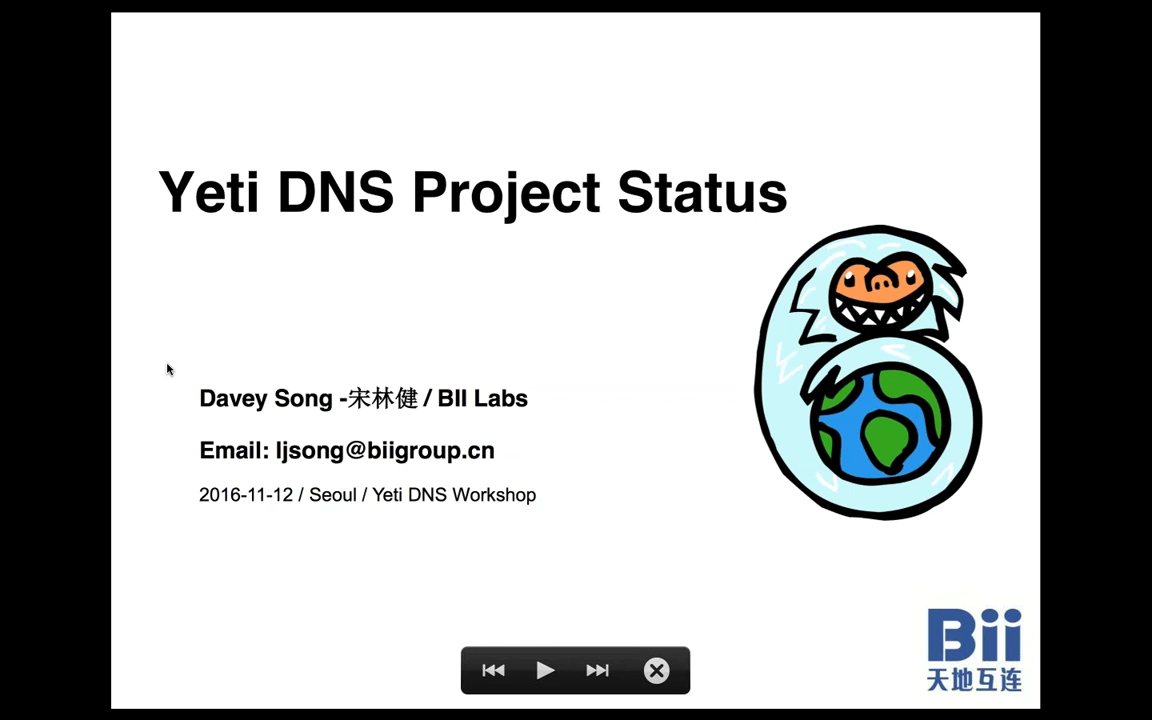 Yeti DNS Project Status
Davey Song -宋林健 / BII Labs
Email: ljsong@biigroup.cn
2016-11-12 / Seoul / Yeti DNS Workshop
Bii
天地互连